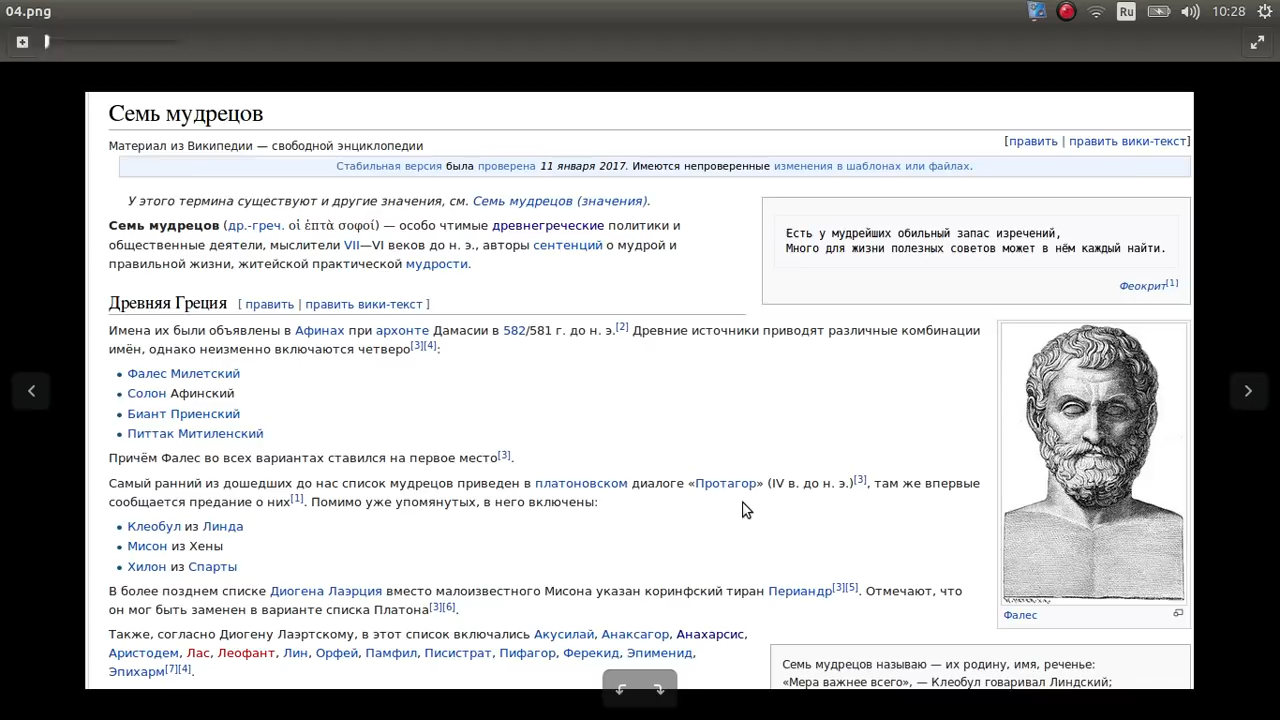 04.png
Ru
10:28
Семь мудрецов
Материал из Википедии — свободной энциклопедии
[править | править вики-текст]
Стабильная версия была проверена 11 января 2017. Имеются непроверенные изменения в шаблонах или файлах.
У этого термина существуют и другие значения, см. Семь мудрецов (значения).
Семь мудрецов (др.-греч. οἱ ἑπτὰ σοφοί) — особо чтимые древнегреческие политики и
общественные деятели, мыслители VII—VI веков до н. э., авторы сентенций о мудрой и
правильной жизни, житейской практической мудрости.
Есть у мудрейших обильный запас изречений,
Много для жизни полезных советов может в нём каждый найти.
Феокрит[1]
Древняя Греция [ править | править вики-текст ]
Имена их были объявлены в Афинах при архонте Дамасии в 582/581 г. до н. э.[2] Древние источники приводят различные комбинации
имён, однако неизменно включаются четверо[3][4]:
• Фалес Милетский
• Солон Афинский
• Биант Приенский
• Питтак Митиленский
Причём Фалес во всех вариантах ставился на первое место[3].
Самый ранний из дошедших до нас список мудрецов приведен в платоновском диалоге «Протагор» (IV в. до н. э.)[3], там же впервые
сообщается предание о них[1]. Помимо уже упомянутых, в него включены:
• Клеобул из Линда
• Мисон из Хены
• Хилон из Спарты
В более позднем списке Диогена Лаэрция вместо малоизвестного Мисона указан коринфский тиран Периандр[3][5]. Отмечают, что
он мог быть заменен в варианте списка Платона[3][6].
Также, согласно Диогену Лаэртскому, в этот список включались Акусилай, Анаксагор, Анахарсис,
Аристодем, Лас, Леофант, Лин, Орфей, Памфил, Писистрат, Пифагор, Ферекид, Эпименид,
Эпихарм[7][4].
Фалес
Семь мудрецов называю — их родину, имя, реченье:
«Мера важнее всего», — Клеобул говаривал Линдский;